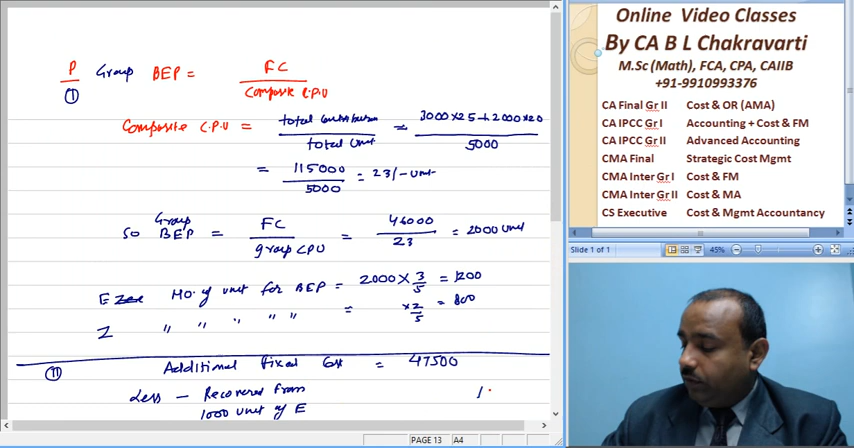 P/① Group BEP = FC / Composite C.P.U
Composite C.P.U = total Contribution / total Unit = 3000×25+2000×20 / 5000
= 115000 / 5000 = 23/- unit
So Group BEP = FC / group CPU = 46000 / 23 = 2000 unit
E No. of unit for BEP = 2000 × 3/5 = 1200
Z " " " " " = × 2/5 = 800
⑪ Additional fixed Cost = 47500
Less – Recovered from
1000 unit of E
Online Video Classes
By CA B L Chakravarti
M.Sc (Math), FCA, CPA, CAIIB
+91-9910993376
CA Final Gr II Cost & OR (AMA)
CA IPCC Gr I Accounting + Cost & FM
CA IPCC Gr II Advanced Accounting
CMA Final Strategic Cost Mgmt
CMA Inter Gr I Cost & FM
CMA Inter Gr II Cost & MA
CS Executive Cost & Mgmt Accountancy
Slide 1 of 1
45%
PAGE 13 A4